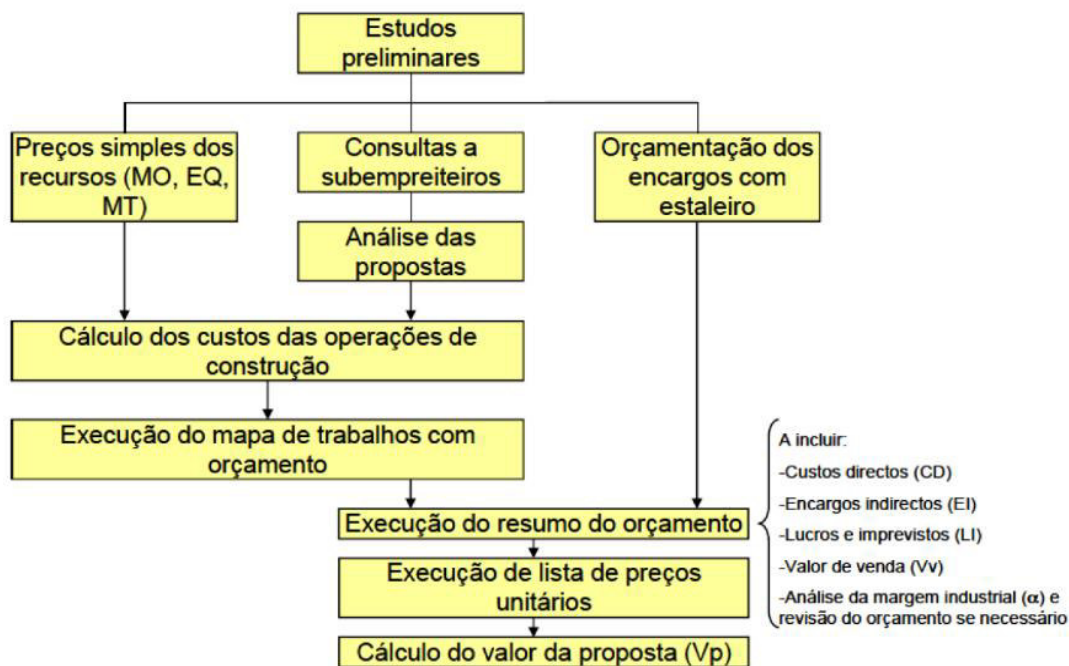 Estudos
preliminares
Preços simples dos
recursos (MO, EQ,
MT)
Consultas a
subempreiteiros
Orçamentação dos
encargos com
estaleiro
Análise das
propostas
Cálculo dos custos das operações de
construção
Execução do mapa de trabalhos com
orçamento
Execução do resumo do orçamento
A incluir:
-Custos directos (CD)
-Encargos indirectos (EI)
-Lucros e imprevistos (LI)
-Valor de venda (Vv)
-Análise da margem industrial (α) e
revisão do orçamento se necessário
Execução de lista de preços
unitários
Cálculo do valor da proposta (Vp)